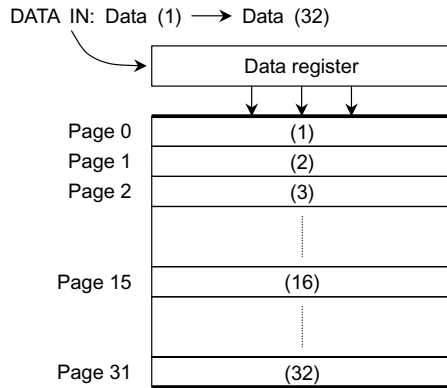 DATA IN: Data (1) Data (32)
Data register
Page 0 (1)
Page 1 (2)
Page 2 (3)
Page 15 (16)
Page 31 (32)